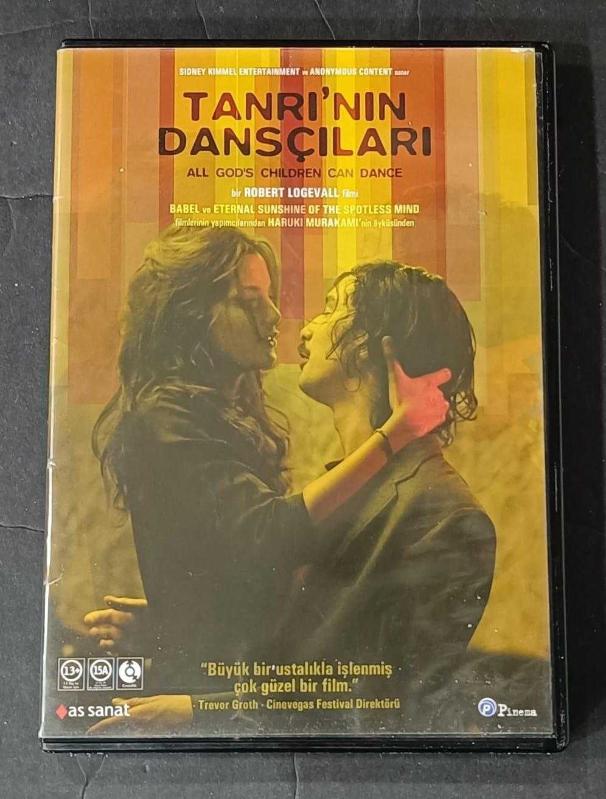 SIDNEY KIMMEL ENTERTAINMENT ve ANONYMOUS CONTENT sunar
TANRI'NIN
DANSÇILARI
ALL GOD'S CHILDREN CAN DANCE
bir ROBERT LOGEVALL filmi
BABEL ve ETERNAL SUNSHINE OF THE SPOTLESS MIND
filmlerinin yapımcılarından HARUKI MURAKAMI'nin öyküsünden
13+ 15A
"Büyük bir ustalıkla işlenmiş
çok güzel bir film."
Trevor Groth - Cinevegas Festival Direktörü
as sanat
P Pinema